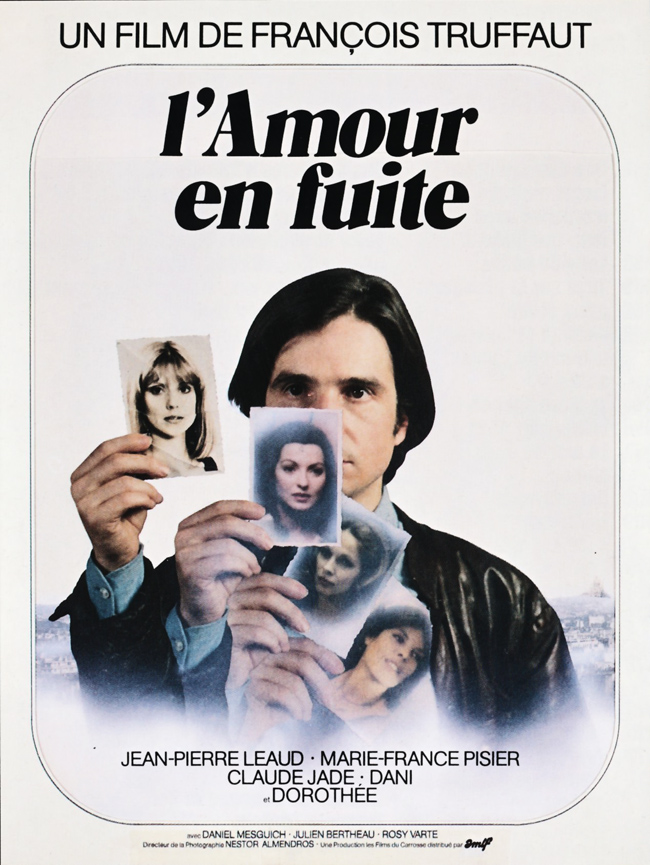 UN FILM DE FRANÇOIS TRUFFAUT
l'Amour
en fuite
JEAN-PIERRE LEAUD · MARIE-FRANCE PISIER
CLAUDE JADE · DANI
et DOROTHÉE
avec DANIEL MESGUICH · JULIEN BERTHEAU · ROSY VARTE
Directeur de la Photographie NESTOR ALMENDROS · Une Production les Films du Carrosse distribué par amlf